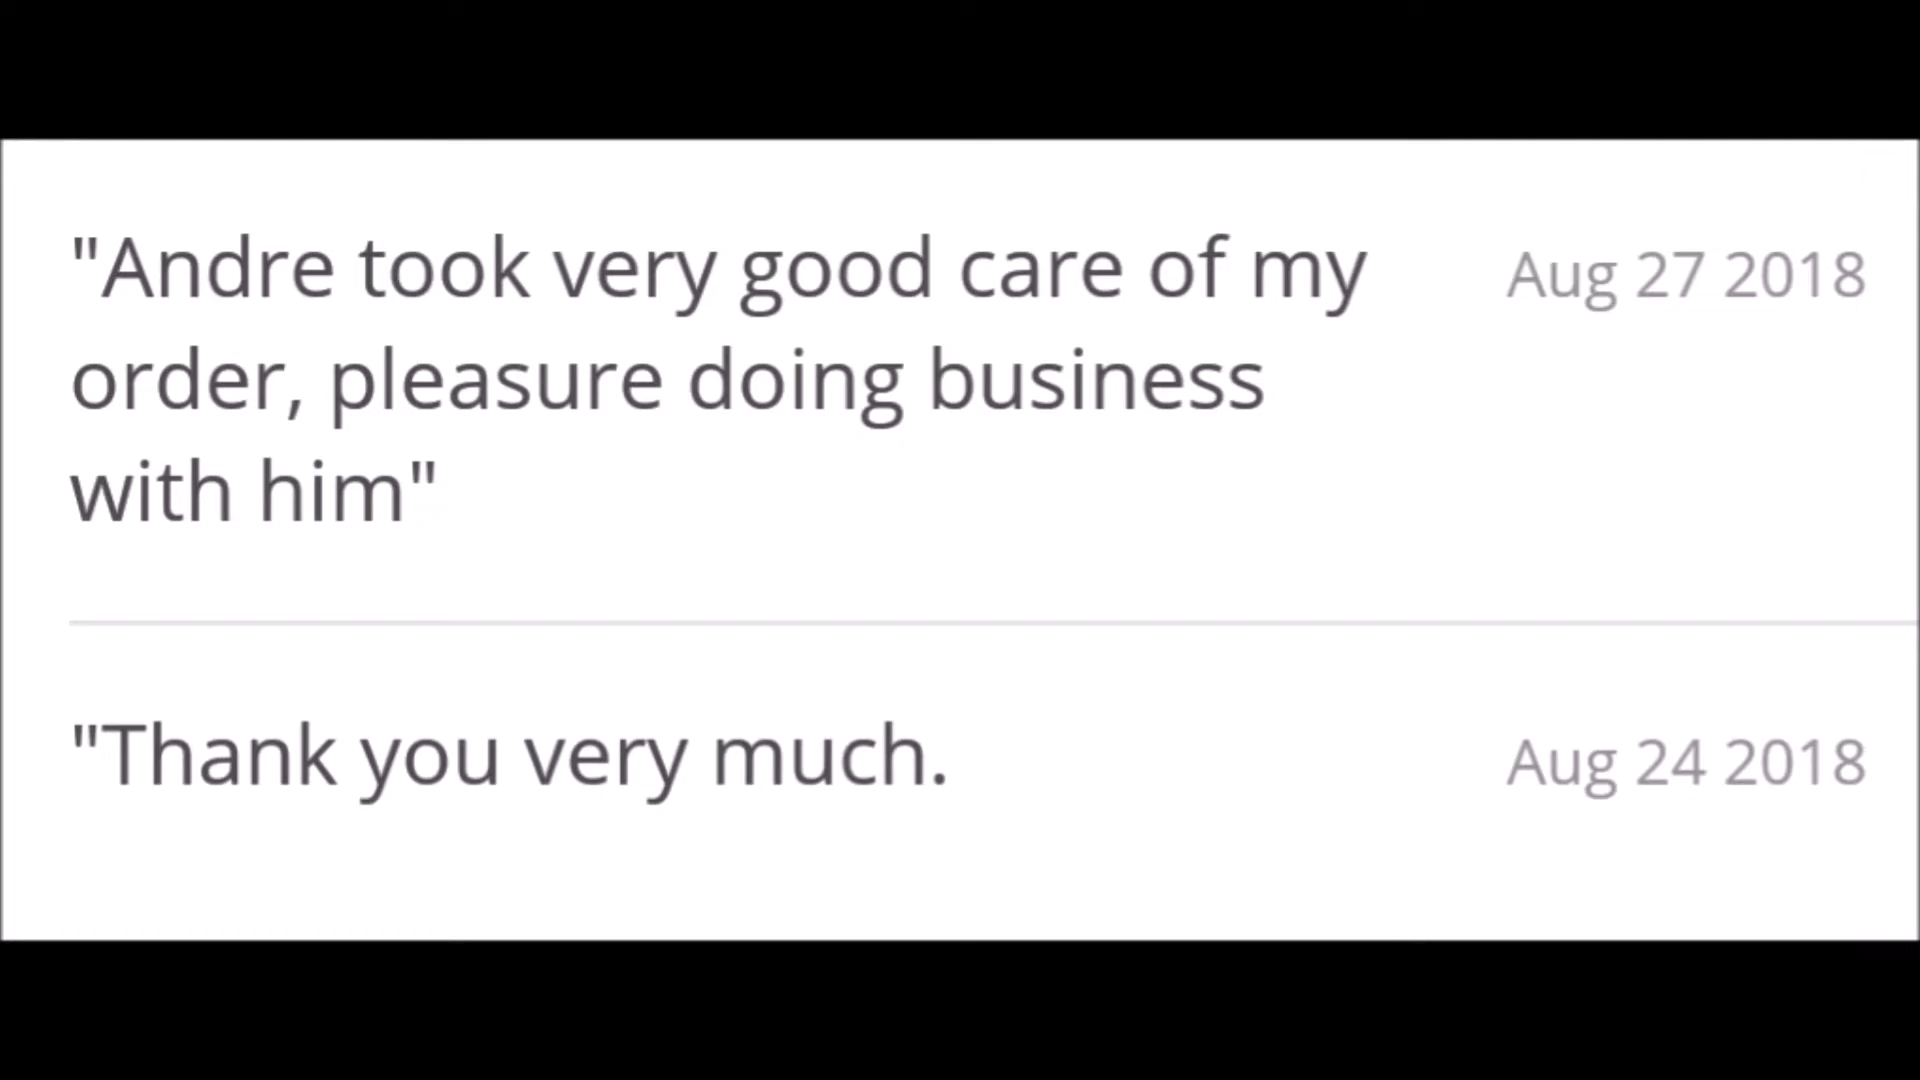 "Andre took very good care of my
Aug 27 2018
order, pleasure doing business
with him"
"Thank you very much.
Aug 24 2018